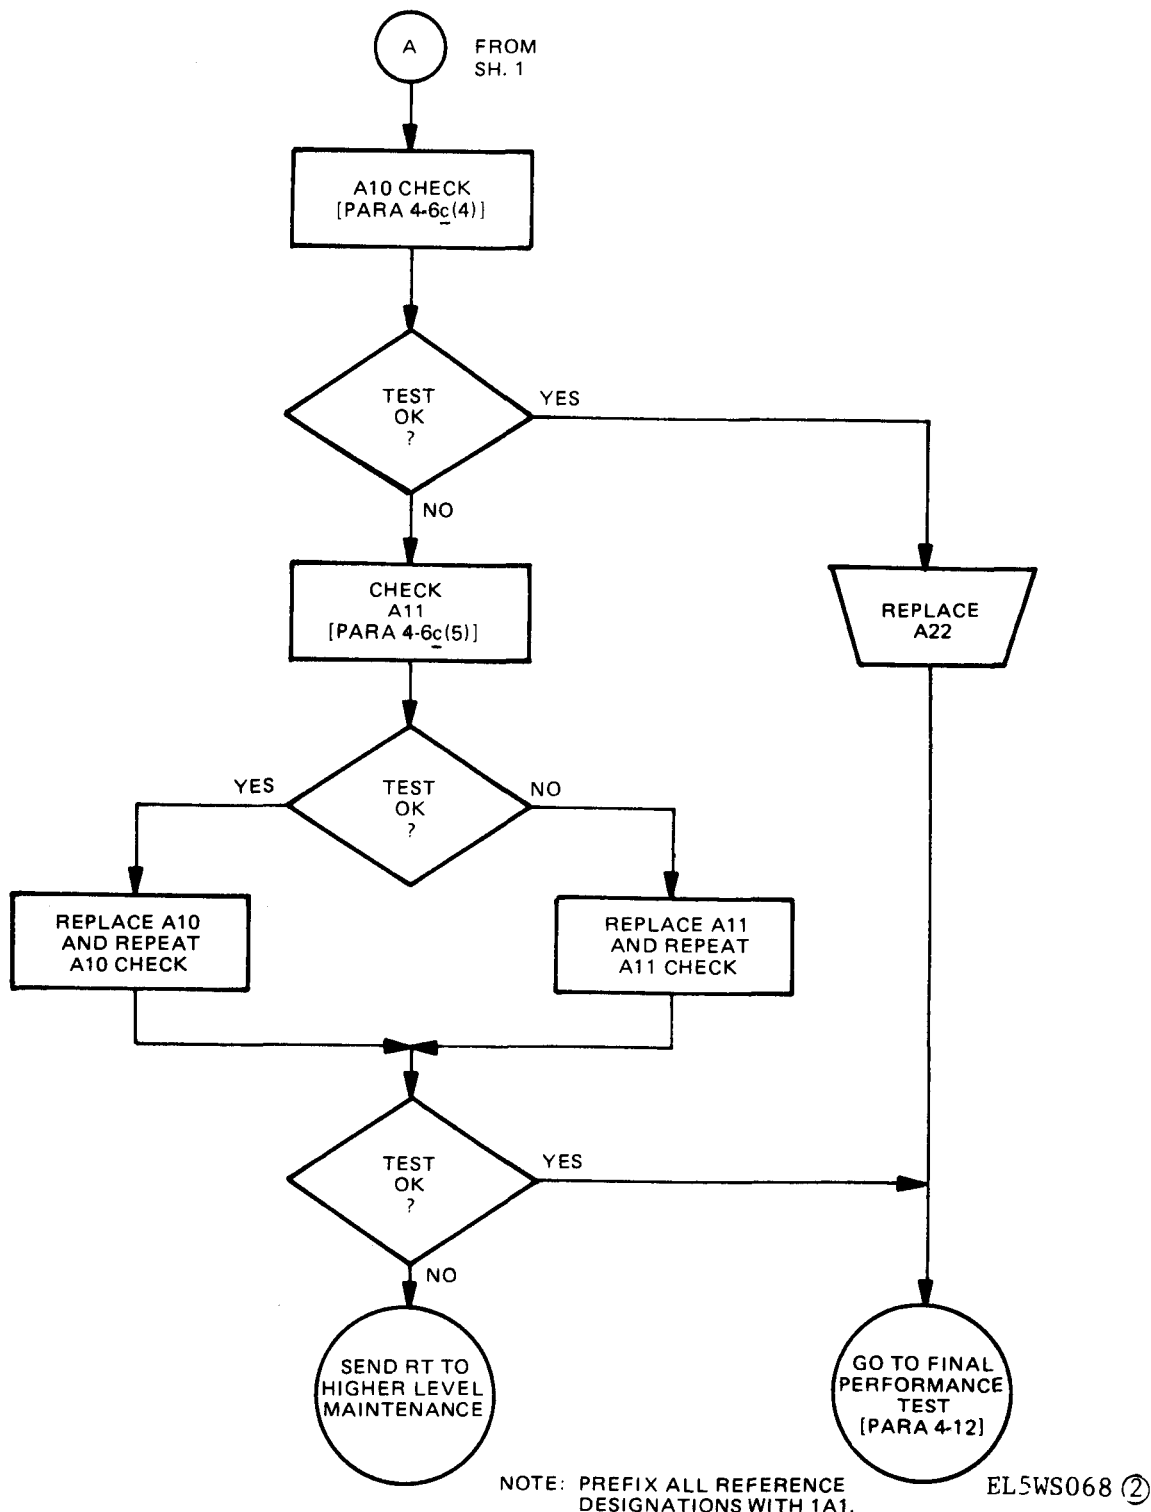 A
FROM
SH. 1
A10 CHECK
[PARA 4-6c(4)]
TEST
OK
?
YES
NO
CHECK
A11
[PARA 4-6c(5)]
REPLACE
A22
YES
TEST
OK
?
NO
REPLACE A10
AND REPEAT
A10 CHECK
REPLACE A11
AND REPEAT
A11 CHECK
TEST
OK
?
YES
NO
SEND RT TO
HIGHER LEVEL
MAINTENANCE
GO TO FINAL
PERFORMANCE
TEST
[PARA 4-12]
NOTE: PREFIX ALL REFERENCE
DESIGNATIONS WITH 1A1.
EL5WS068 ②